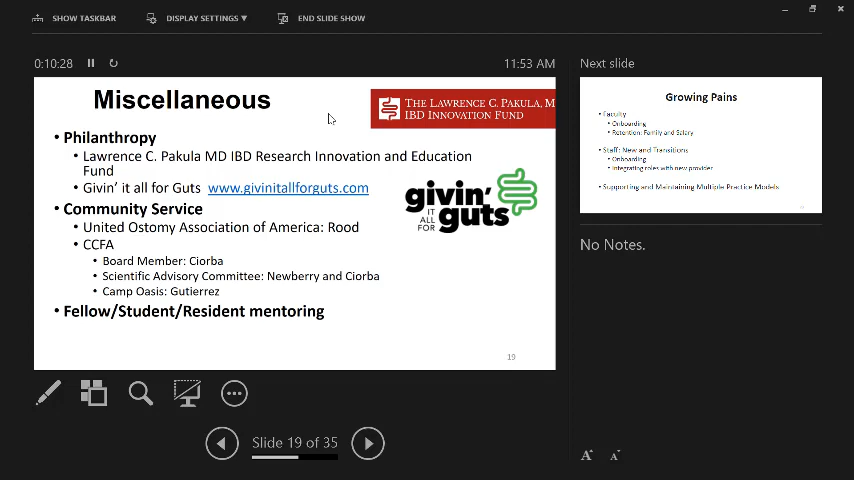 SHOW TASKBAR
DISPLAY SETTINGS ▼
END SLIDE SHOW
0:10:28
11:53 AM
Miscellaneous
THE LAWRENCE C. PAKULA, M
IBD INNOVATION FUND
• Philanthropy
• Lawrence C. Pakula MD IBD Research Innovation and Education
Fund
• Givin' it all for Guts www.givinitallforguts.com
givin'
IT
ALL
FOR
guts
• Community Service
• United Ostomy Association of America: Rood
• CCFA
• Board Member: Ciorba
• Scientific Advisory Committee: Newberry and Ciorba
• Camp Oasis: Gutierrez
• Fellow/Student/Resident mentoring
19
Slide 19 of 35
Next slide
Growing Pains
• Faculty
• Onboarding
• Retention: Family and Salary
• Staff: New and Transitions
• Onboarding
• Integrating roles with new provider
• Supporting and Maintaining Multiple Practice Models
No Notes.
A
A